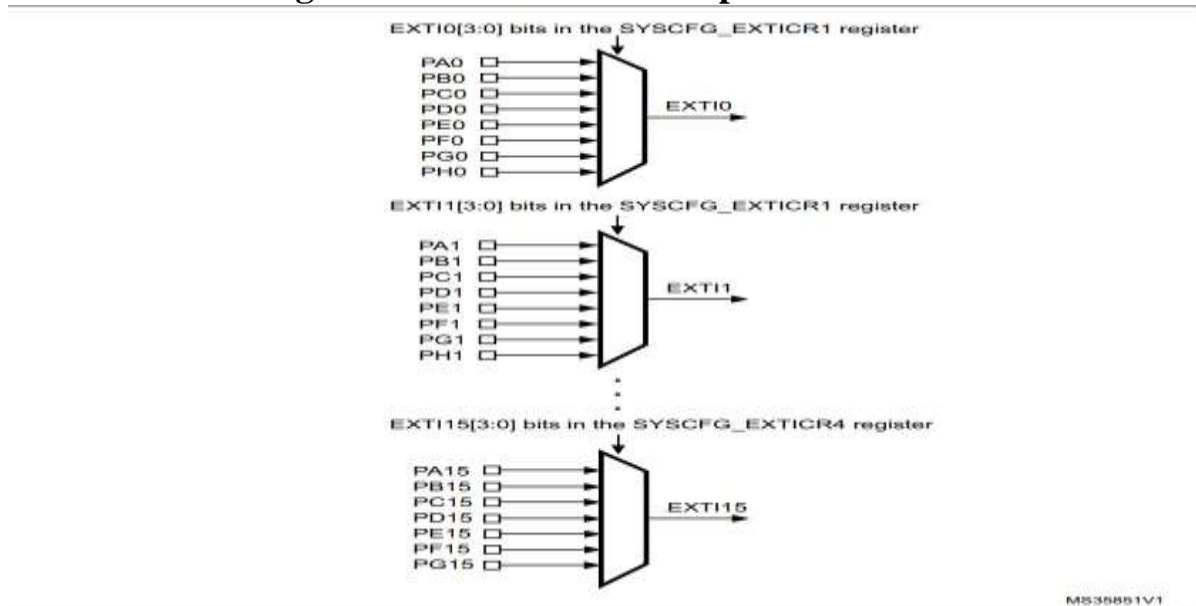 EXTI0[3:0] bits in the SYSCFG_EXTICR1 register
PA0
PB0
PC0
PD0
PE0
PF0
PG0
PH0
EXTI0
EXTI1[3:0] bits in the SYSCFG_EXTICR1 register
PA1
PB1
PC1
PD1
PE1
PF1
PG1
PH1
EXTI1
EXTI15[3:0] bits in the SYSCFG_EXTICR4 register
PA15
PB15
PC15
PD15
PE15
PF15
PG15
EXTI15
MS35851V1